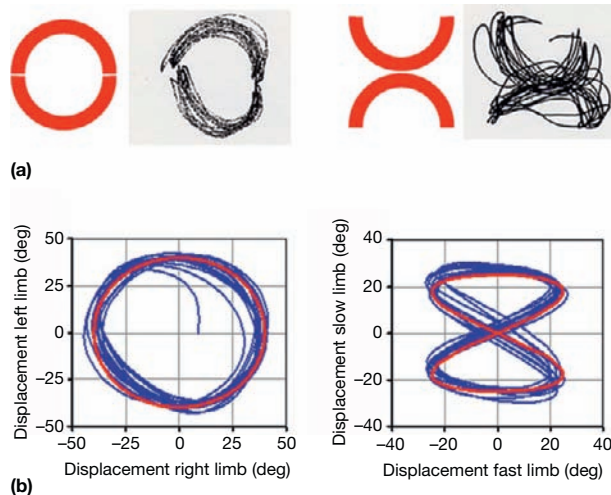 (a)
Displacement left limb (deg)
50
25
0
−25
−50
−50 −25 0 25 50
Displacement right limb (deg)
Displacement slow limb (deg)
40
20
0
−20
−40
−40 −20 0 20 40
Displacement fast limb (deg)
(b)